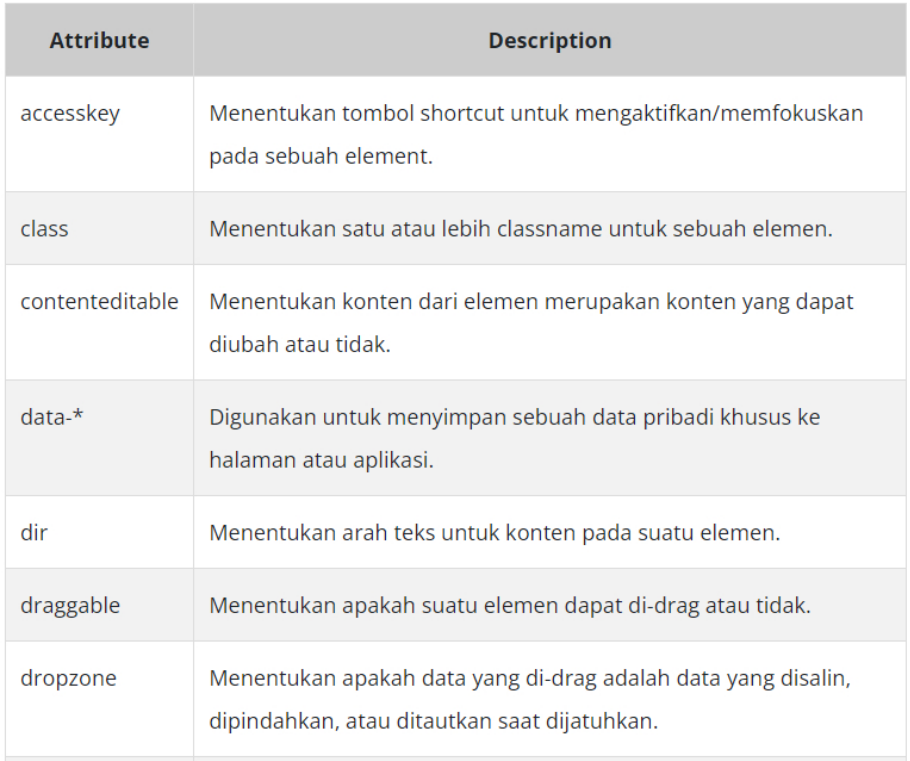 Attribute Description
accesskey Menentukan tombol shortcut untuk mengaktifkan/memfokuskan
pada sebuah element.
class Menentukan satu atau lebih classname untuk sebuah elemen.
contenteditable Menentukan konten dari elemen merupakan konten yang dapat
diubah atau tidak.
data-* Digunakan untuk menyimpan sebuah data pribadi khusus ke
halaman atau aplikasi.
dir Menentukan arah teks untuk konten pada suatu elemen.
draggable Menentukan apakah suatu elemen dapat di-drag atau tidak.
dropzone Menentukan apakah data yang di-drag adalah data yang disalin,
dipindahkan, atau ditautkan saat dijatuhkan.